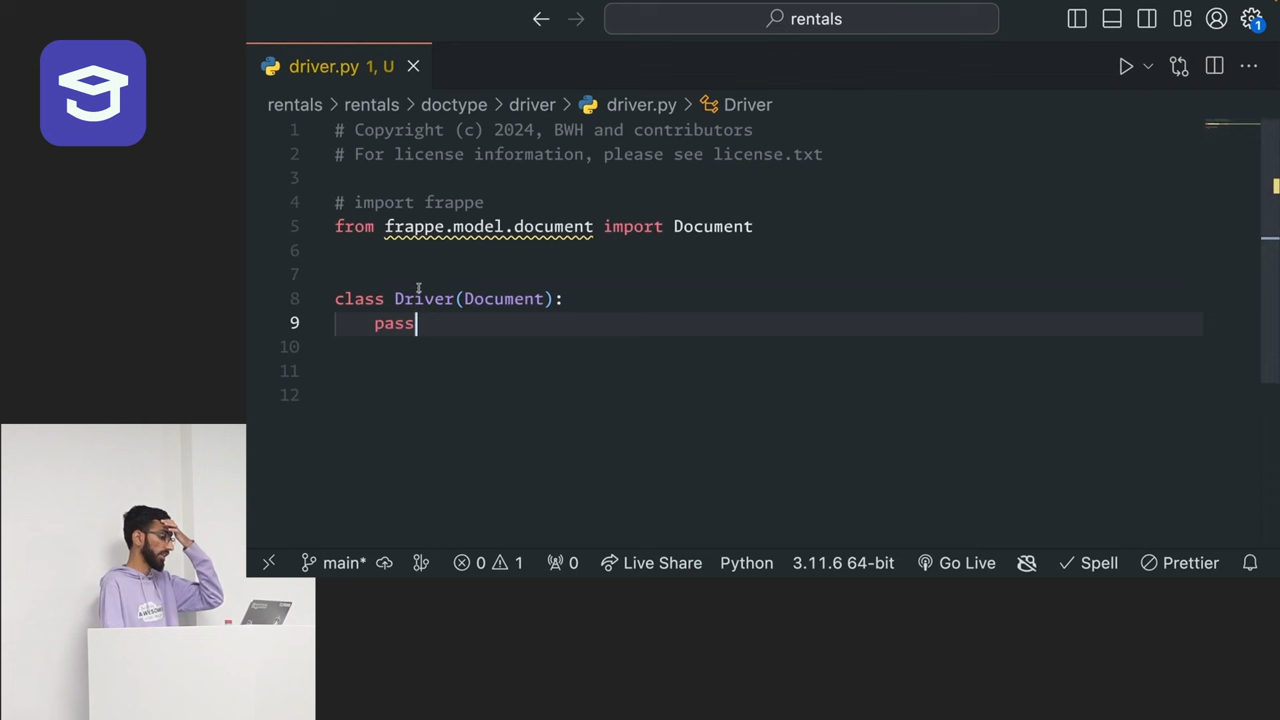 rentals
1
driver.py 1, U
rentals > rentals > doctype > driver > driver.py > Driver
1 # Copyright (c) 2024, BWH and contributors
2 # For license information, please see license.txt
3
4 # import frappe
5 from frappe.model.document import Document
6
7
8 class Driver(Document):
9 pass
10
11
12
main* 0 1 0 Live Share Python 3.11.6 64-bit Go Live Spell Prettier
AWESOME